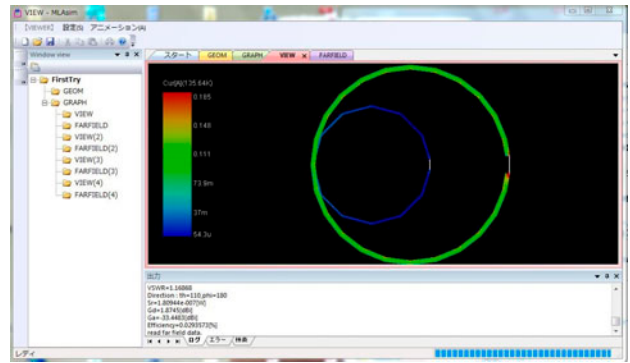 VIEW - MLAsim
[VIEWER] 設定(S) アニメーション(A)
Window view
スタート GEOM GRAPH VIEW x FARFIELD
FirstTry
GEOM
GRAPH
VIEW
FARFIELD
VIEW(2)
FARFIELD(2)
VIEW(3)
FARFIELD(3)
VIEW(4)
FARFIELD(4)
Cur[A](135.64K)
0.185
0.148
0.111
73.9m
37m
54.3u
出力
VSWR=1.16868
Direction : th=110,phi=180
Sr=1.80944e-007[W]
Gd=1.8745[dBi]
Ga=-33.4483[dBi]
Efficiency=0.0293573[%]
read far field data.
ログ エラー 検索
レディ